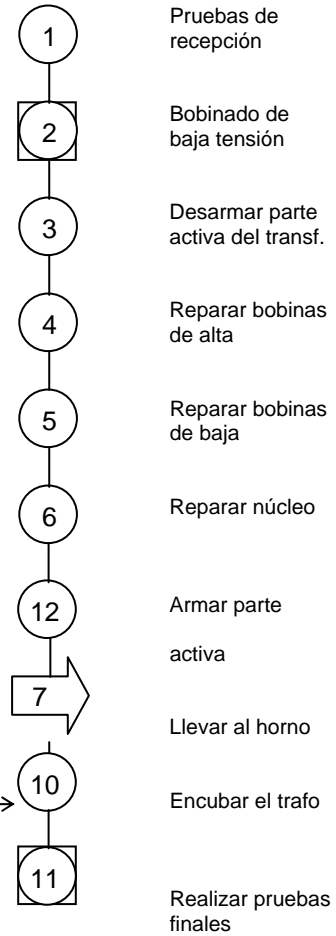 1
Pruebas de
recepción
2
Bobinado de
baja tensión
3
Desarmar parte
activa del transf.
4
Reparar bobinas
de alta
5
Reparar bobinas
de baja
6
Reparar núcleo
12
Armar parte
activa
7
Llevar al horno
10
Encubar el trafo
11
Realizar pruebas
finales